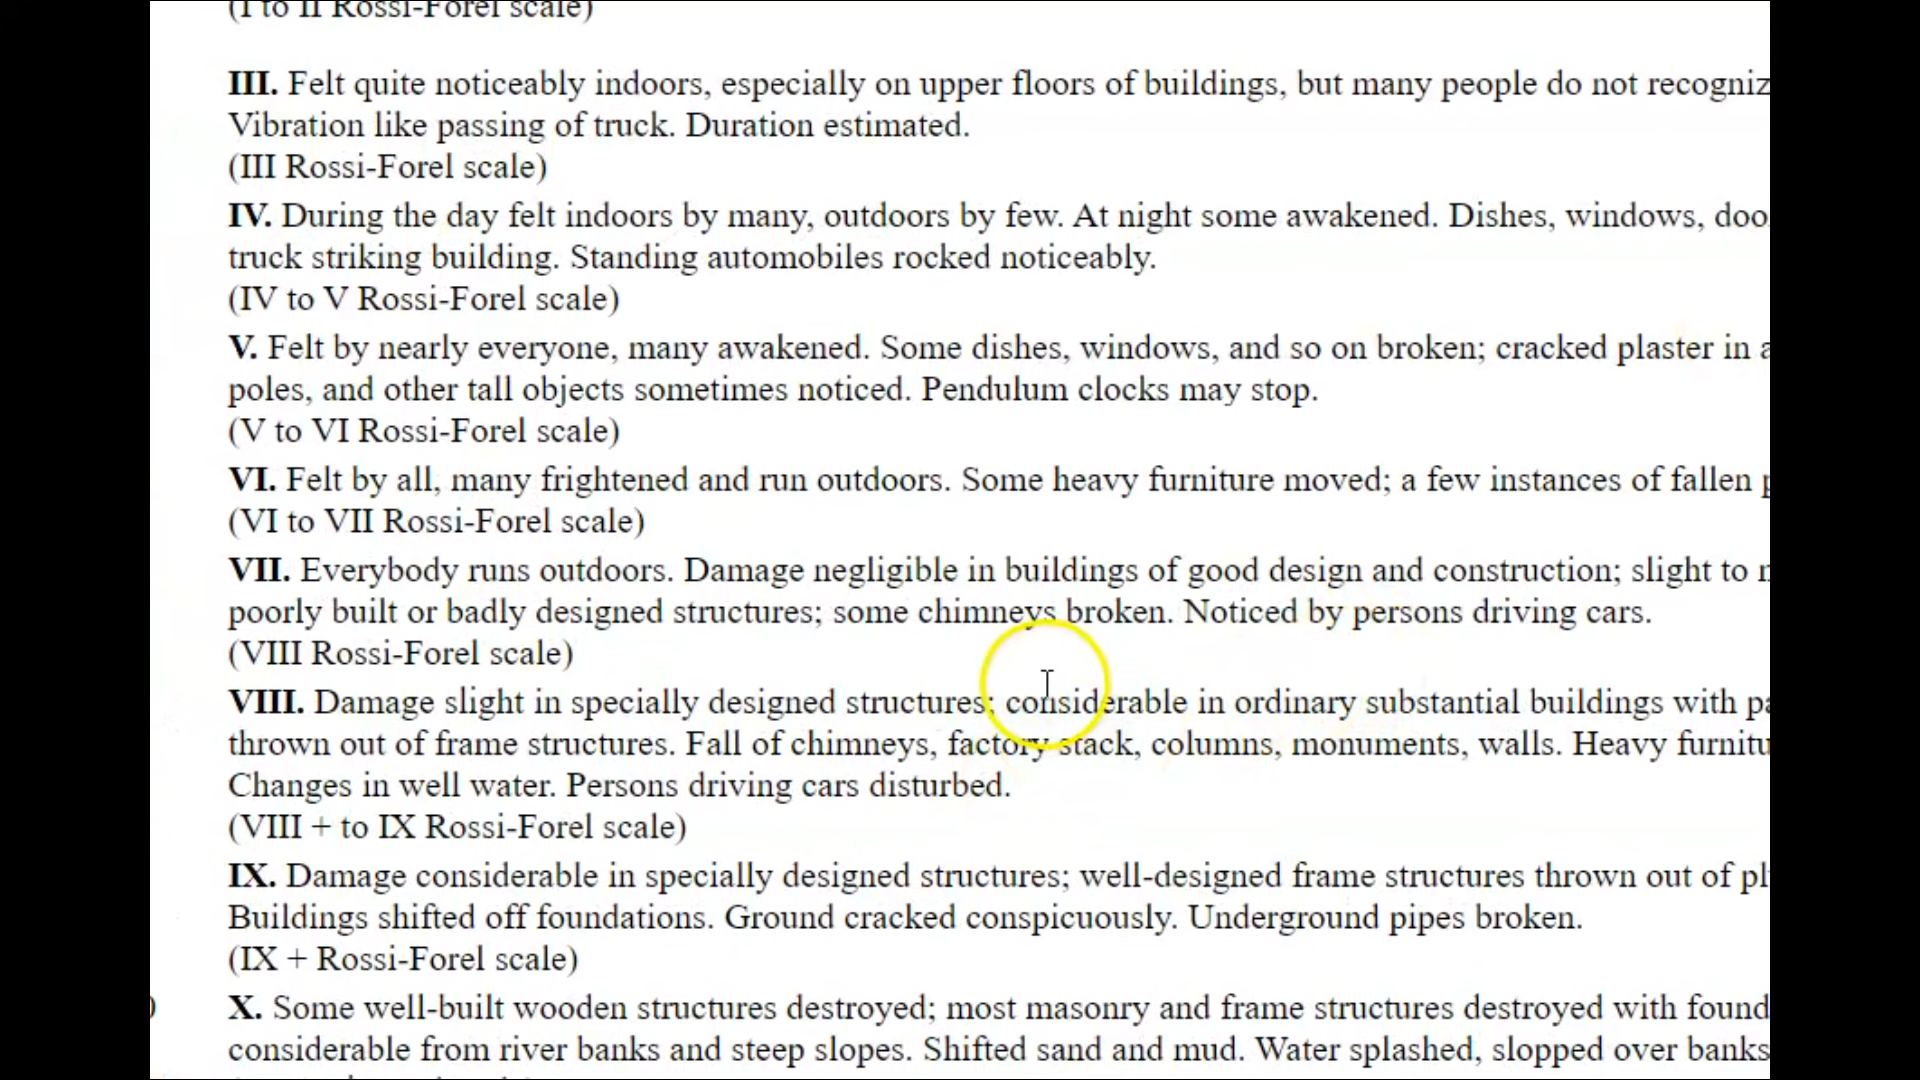 (I to II Rossi-Forel scale)
III. Felt quite noticeably indoors, especially on upper floors of buildings, but many people do not recogniz
Vibration like passing of truck. Duration estimated.
(III Rossi-Forel scale)
IV. During the day felt indoors by many, outdoors by few. At night some awakened. Dishes, windows, doo
truck striking building. Standing automobiles rocked noticeably.
(IV to V Rossi-Forel scale)
V. Felt by nearly everyone, many awakened. Some dishes, windows, and so on broken; cracked plaster in a
poles, and other tall objects sometimes noticed. Pendulum clocks may stop.
(V to VI Rossi-Forel scale)
VI. Felt by all, many frightened and run outdoors. Some heavy furniture moved; a few instances of fallen
(VI to VII Rossi-Forel scale)
VII. Everybody runs outdoors. Damage negligible in buildings of good design and construction; slight to
poorly built or badly designed structures; some chimneys broken. Noticed by persons driving cars.
(VIII Rossi-Forel scale)
VIII. Damage slight in specially designed structures; considerable in ordinary substantial buildings with pa
thrown out of frame structures. Fall of chimneys, factory stack, columns, monuments, walls. Heavy furnitu
Changes in well water. Persons driving cars disturbed.
(VIII + to IX Rossi-Forel scale)
IX. Damage considerable in specially designed structures; well-designed frame structures thrown out of pl
Buildings shifted off foundations. Ground cracked conspicuously. Underground pipes broken.
(IX + Rossi-Forel scale)
) X. Some well-built wooden structures destroyed; most masonry and frame structures destroyed with found
considerable from river banks and steep slopes. Shifted sand and mud. Water splashed, slopped over banks